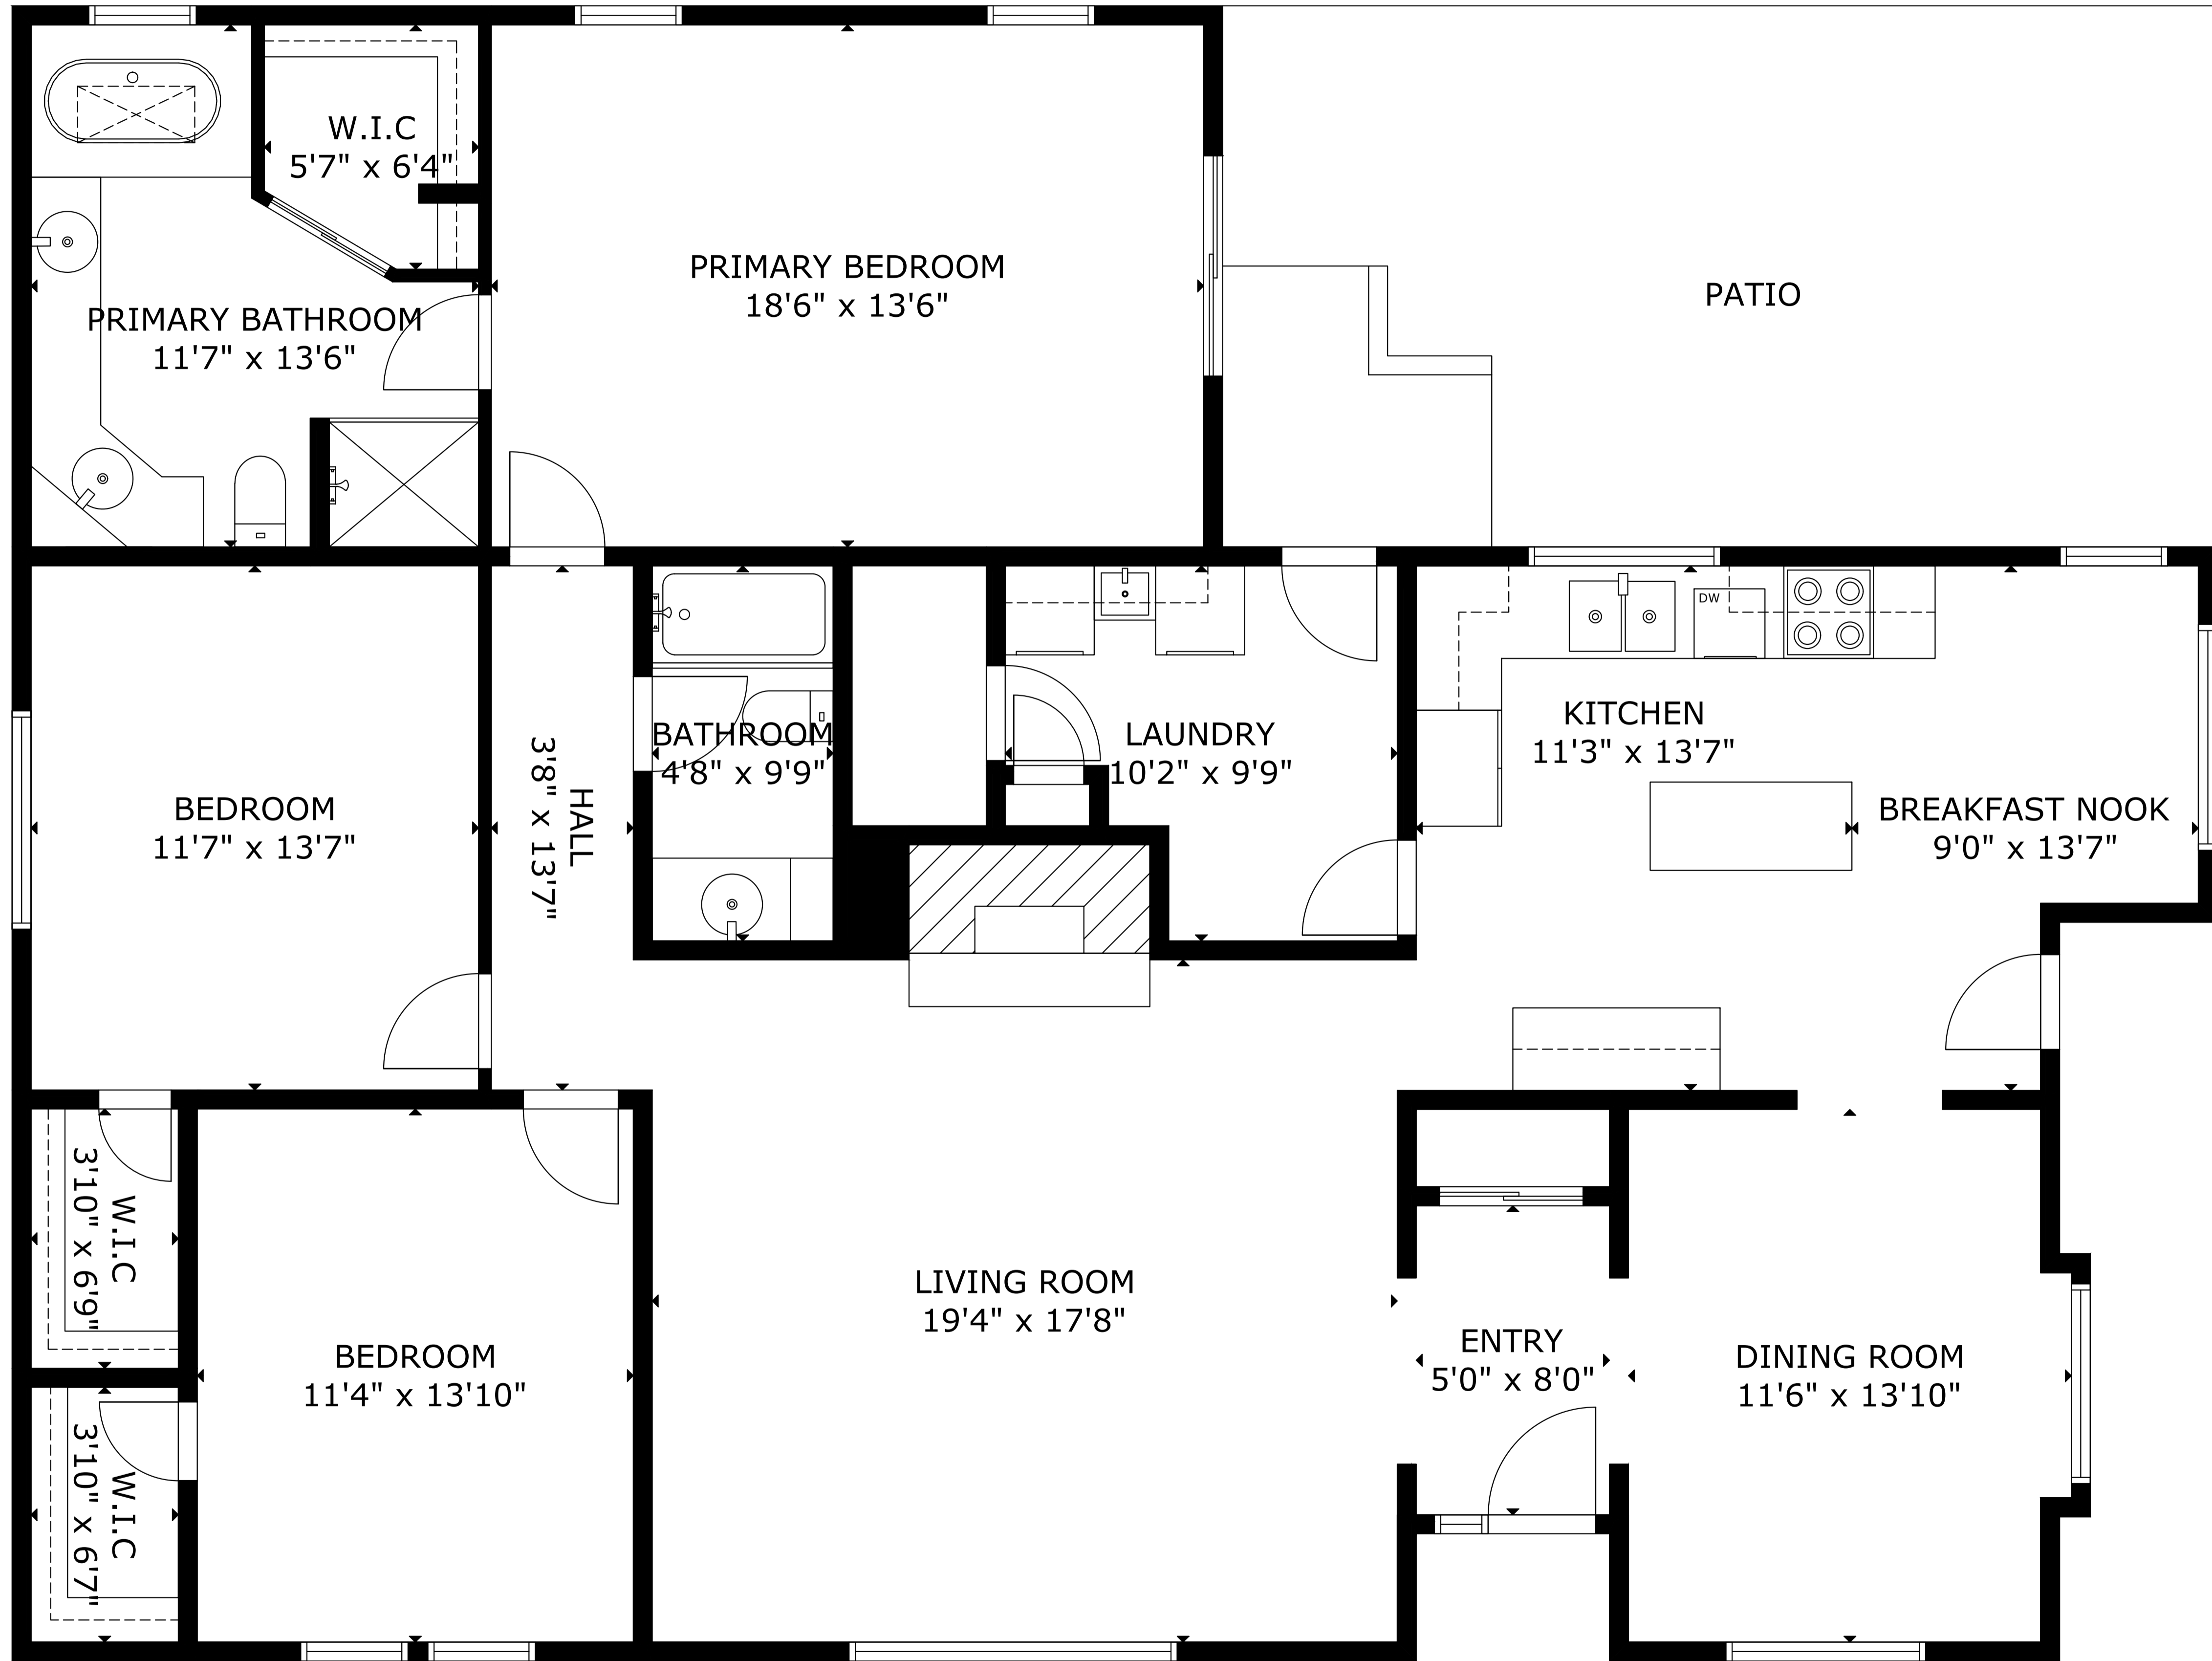 W.I.C
5'7" x 6'4"
PRIMARY BEDROOM
18'6" x 13'6"
PATIO
PRIMARY BATHROOM
11'7" x 13'6"
DW
KITCHEN
11'3" x 13'7"
BATHROOM
4'8" x 9'9"
LAUNDRY
10'2" x 9'9"
BEDROOM
11'7" x 13'7"
HALL
3'8" x 13'7"
BREAKFAST NOOK
9'0" x 13'7"
W.I.C
3'10" x 6'9"
LIVING ROOM
19'4" x 17'8"
ENTRY
5'0" x 8'0"
BEDROOM
11'4" x 13'10"
DINING ROOM
11'6" x 13'10"
W.I.C
3'10" x 6'7"